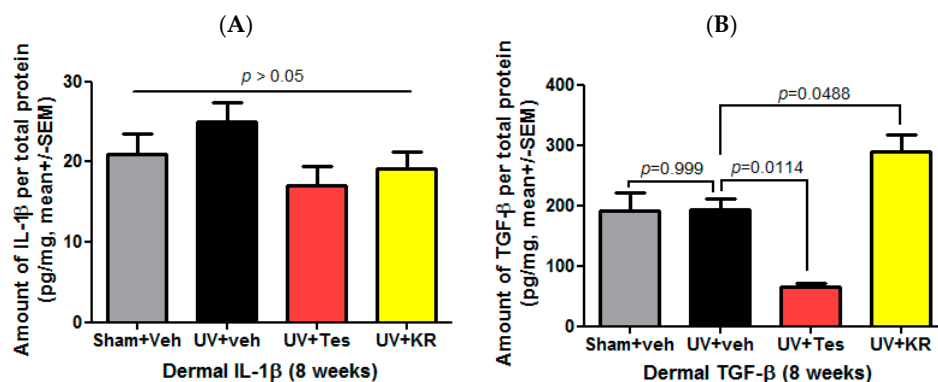 (A)
Amount of IL-1β per total protein
(pg/mg, mean+/-SEM)
30
20
10
0
p > 0.05
Sham+Veh UV+veh UV+Tes UV+KR
Dermal IL-1β (8 weeks)
(B)
Amount of TGF-β per total protein
(pg/mg, mean+/-SEM)
400
300
200
100
0
p=0.0488
p=0.999
p=0.0114
Sham+veh UV+veh UV+Tes UV+KR
Dermal TGF-β (8 weeks)